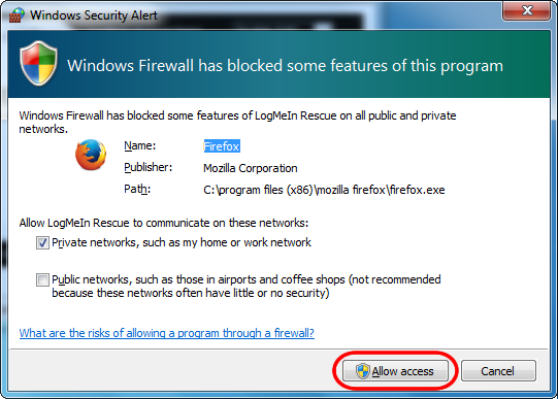 Windows Security Alert
Windows Firewall has blocked some features of this program
Windows Firewall has blocked some features of LogMeIn Rescue on all public and private
networks.
Name: Firefox
Publisher: Mozilla Corporation
Path: C:\program files (x86)\mozilla firefox\firefox.exe
Allow LogMeIn Rescue to communicate on these networks:
Private networks, such as my home or work network
Public networks, such as those in airports and coffee shops (not recommended
because these networks often have little or no security)
What are the risks of allowing a program through a firewall?
Allow access Cancel